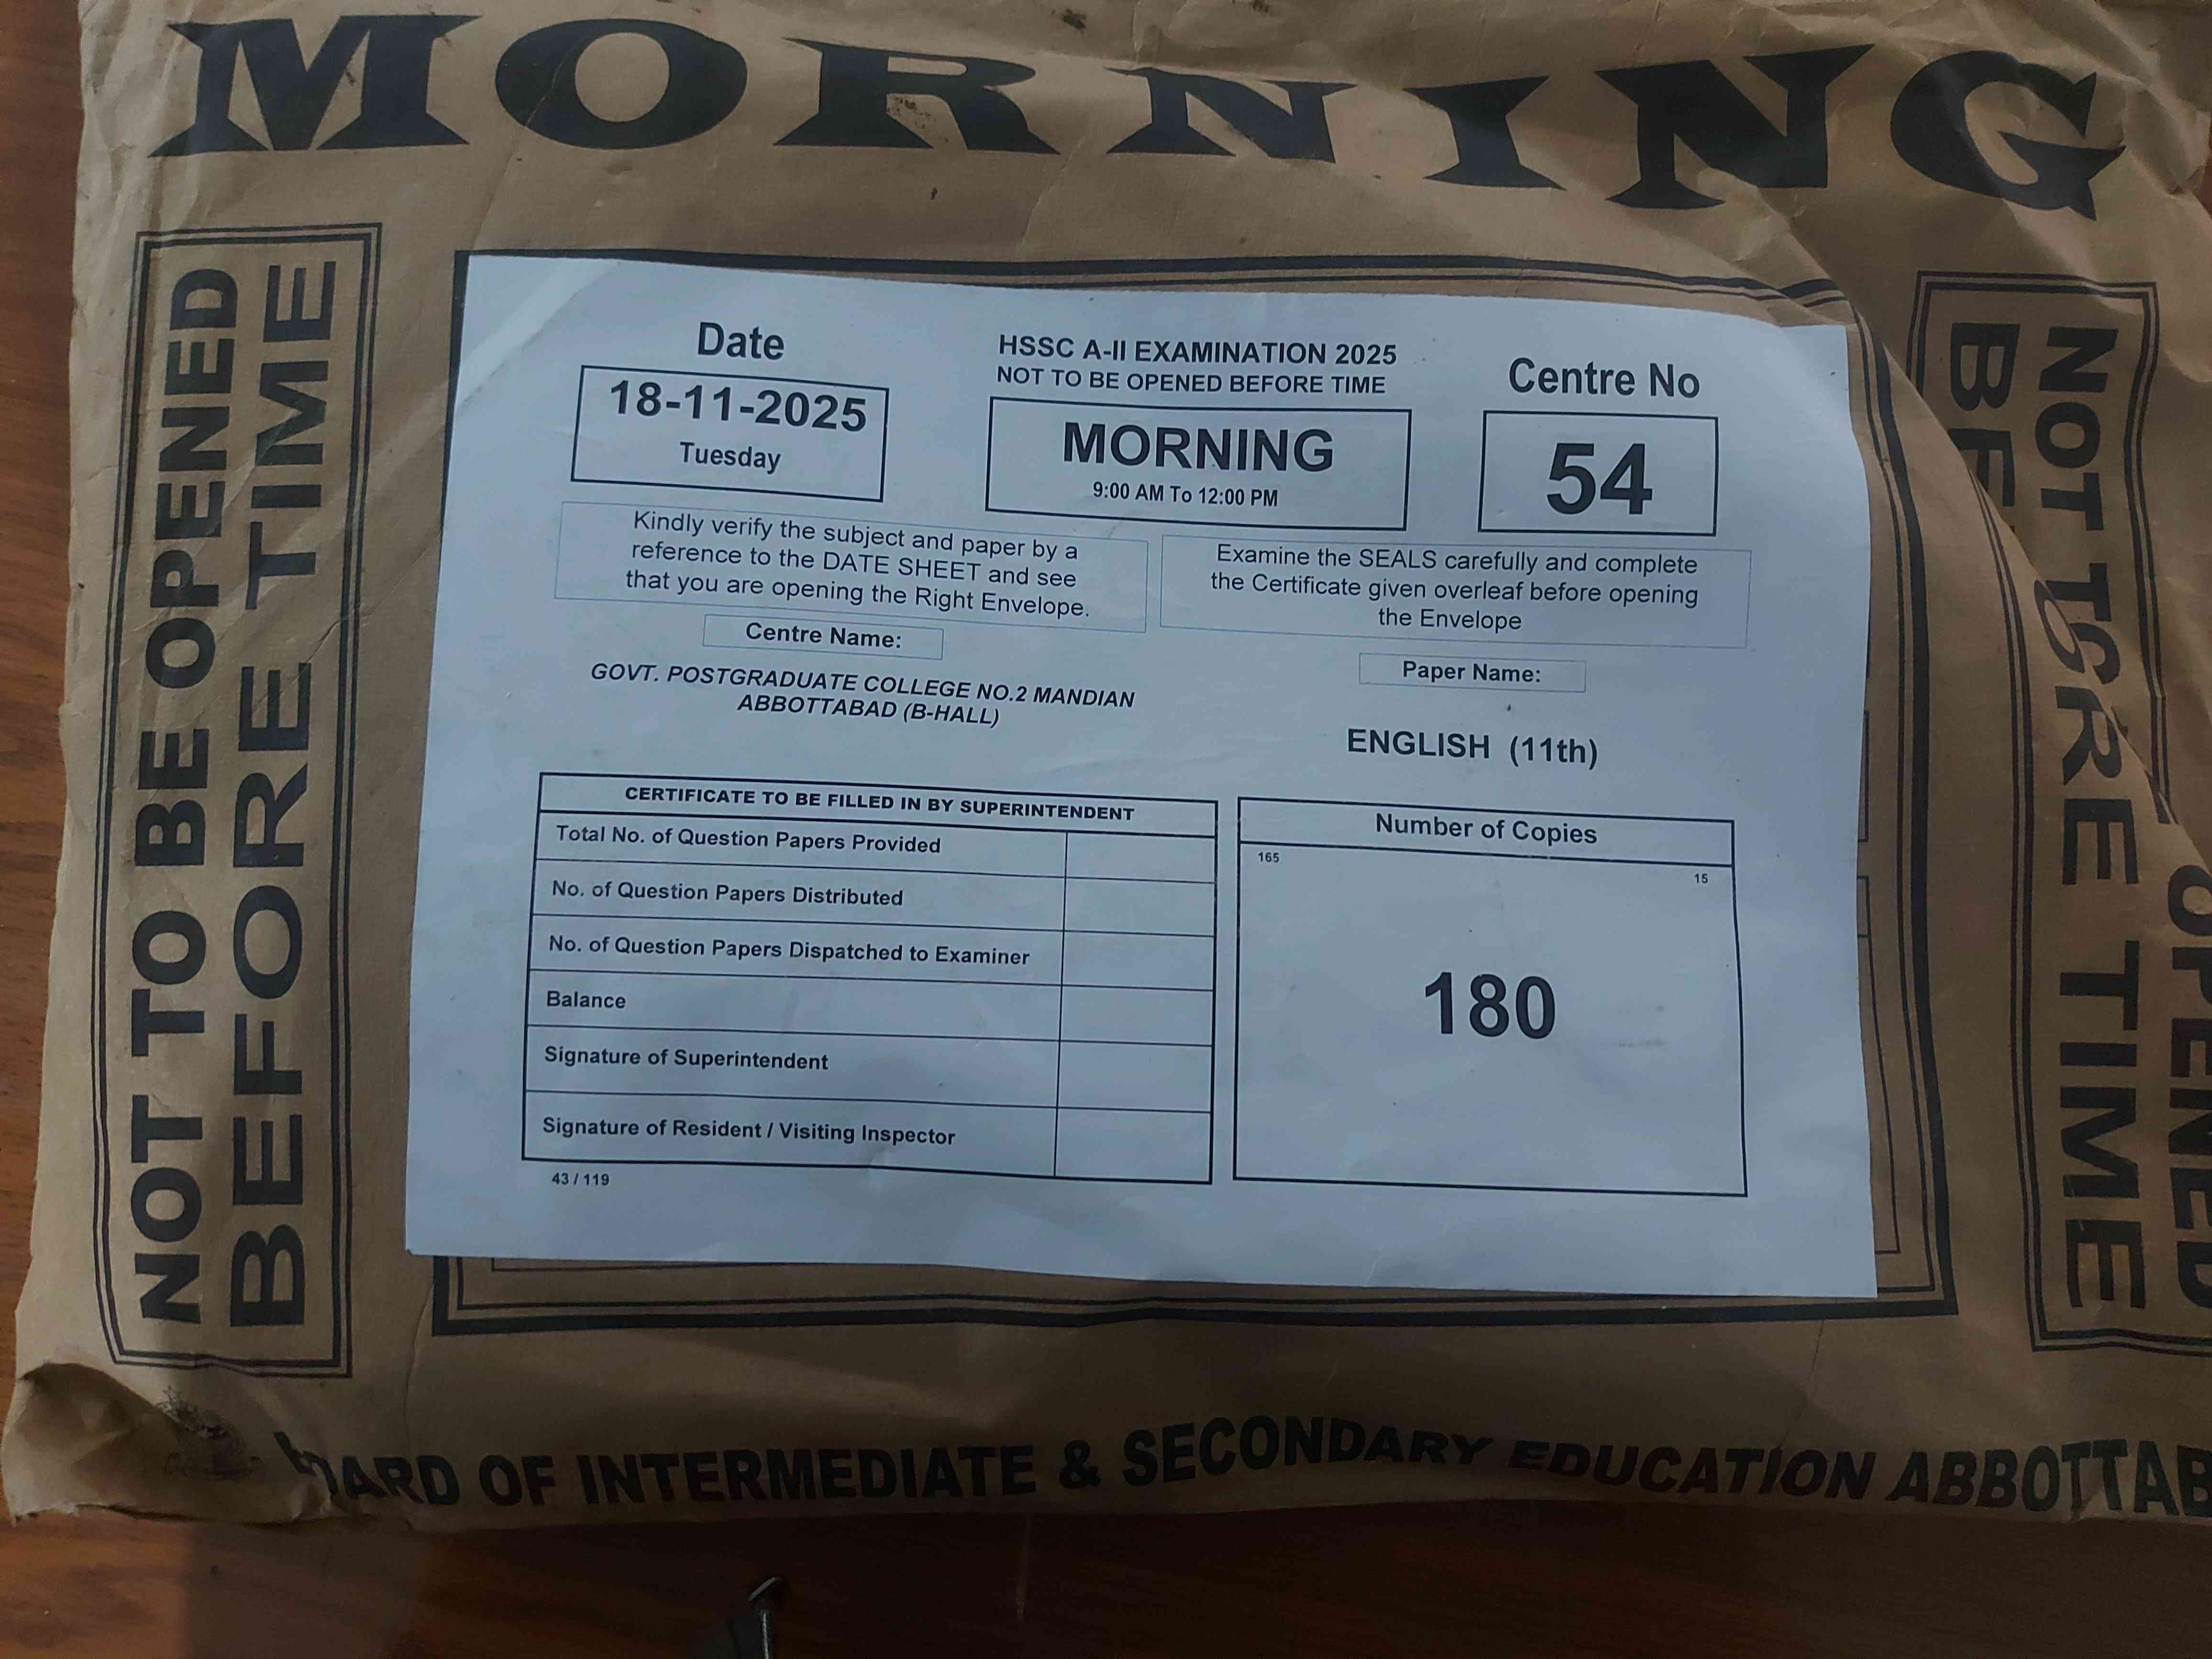 MORNING
NOT TO BE OPENED
BEFORE TIME
Date
18-11-2025
Tuesday
HSSC A-II EXAMINATION 2025
NOT TO BE OPENED BEFORE TIME
MORNING
9:00 AM To 12:00 PM
Centre No
54
Kindly verify the subject and paper by a
reference to the DATE SHEET and see
that you are opening the Right Envelope.
Examine the SEALS carefully and complete
the Certificate given overleaf before opening
the Envelope
Centre Name:
GOVT. POSTGRADUATE COLLEGE NO.2 MANDIAN
ABBOTTABAD (B-HALL)
Paper Name:
ENGLISH (11th)
CERTIFICATE TO BE FILLED IN BY SUPERINTENDENT
Total No. of Question Papers Provided
No. of Question Papers Distributed
No. of Question Papers Dispatched to Examiner
Balance
Signature of Superintendent
Signature of Resident / Visiting Inspector
43 / 119
Number of Copies
165
15
180
NOT TO
OPENED
TIME
OF INTERMEDIATE & SECONDARY EDUCATION ABBOTTAB